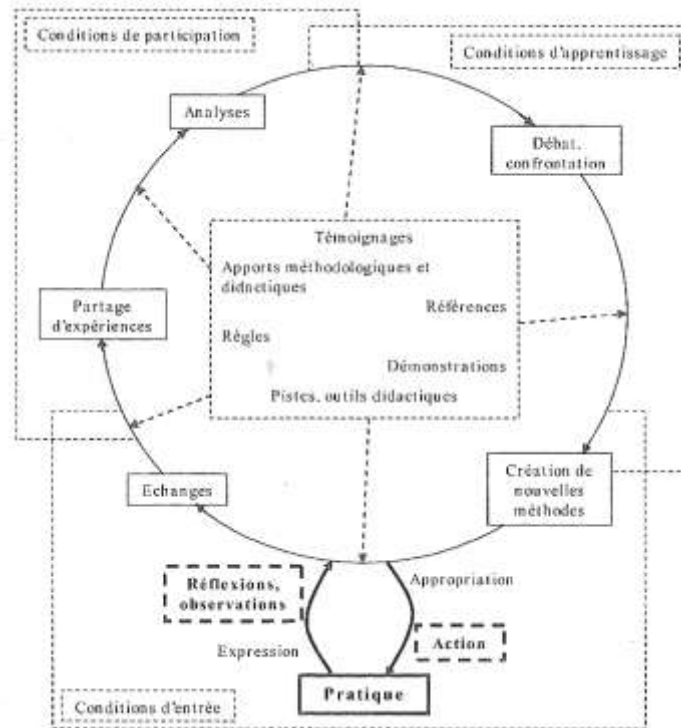 Conditions de participation
Conditions d'apprentissage
Analyses
Débat,
confrontation
Témoignages
Apports méthodologiques et
didnctiques
Références
Partage
d'expériences
Règles
Démonstrations
Pistes, outils didactiques
Echanges
Création de
nouvelles
méthodes
Réflexions,
observations
Appropriation
Expression
Action
Pratique
Conditions d'entrée